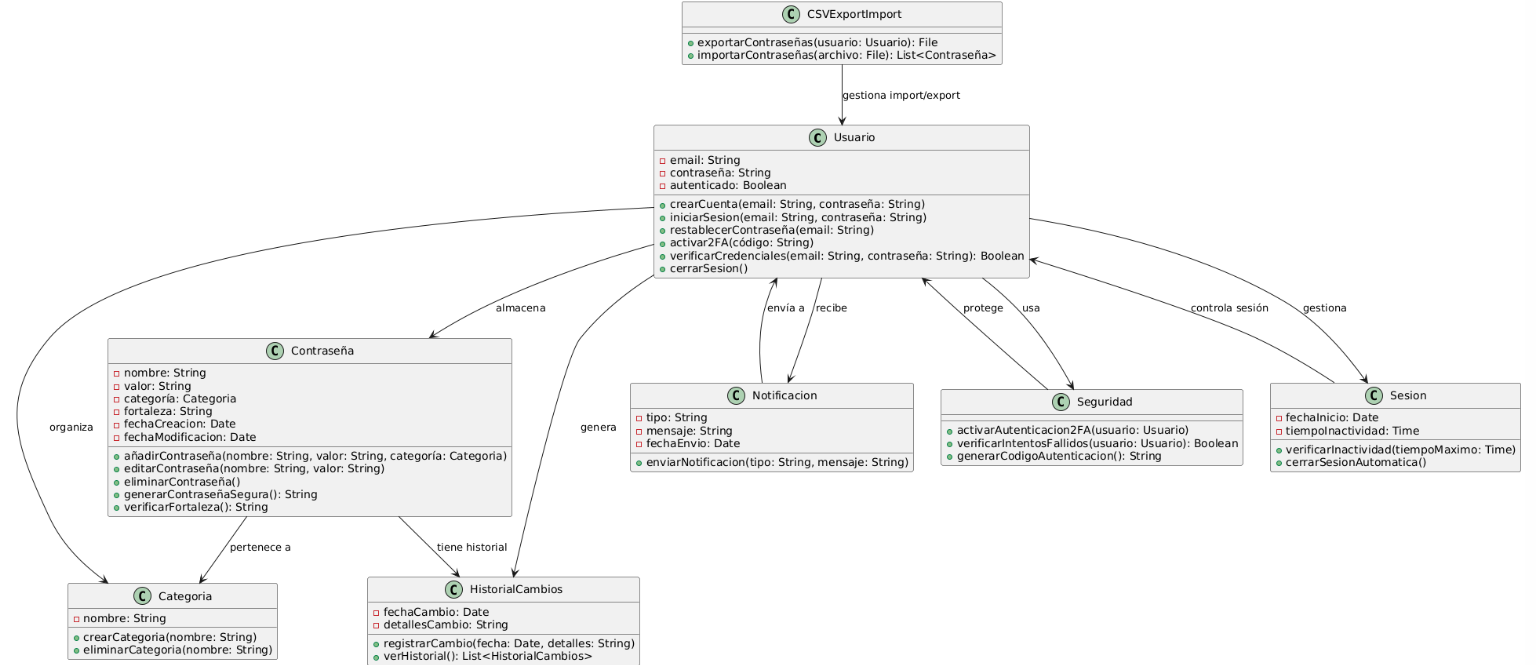 C CSVExportImport
exportarContraseñas(usuario: Usuario): File
importarContraseñas(archivo: File): List<Contraseña>
gestiona import/export
C Usuario
email: String
contraseña: String
autenticado: Boolean
crearCuenta(email: String, contraseña: String)
iniciarSesion(email: String, contraseña: String)
restablecerContraseña(email: String)
activar2FA(código: String)
verificarCredenciales(email: String, contraseña: String): Boolean
cerrarSesion()
almacena
envía a
recibe
protege
usa
controla sesión
gestiona
organiza
genera
C Contraseña
nombre: String
valor: String
categoría: Categoria
fortaleza: String
fechaCreacion: Date
fechaModificacion: Date
añadirContraseña(nombre: String, valor: String, categoría: Categoria)
editarContraseña(nombre: String, valor: String)
eliminarContraseña()
generarContraseñaSegura(): String
verificarFortaleza(): String
C Notificacion
tipo: String
mensaje: String
fechaEnvio: Date
enviarNotificacion(tipo: String, mensaje: String)
C Seguridad
activarAutenticacion2FA(usuario: Usuario)
verificarIntentosFallidos(usuario: Usuario): Boolean
generarCodigoAutenticacion(): String
C Sesion
fechaInicio: Date
tiempoInactividad: Time
verificarInactividad(tiempoMaximo: Time)
cerrarSesionAutomatica()
pertenece a
tiene historial
C Categoria
nombre: String
crearCategoria(nombre: String)
eliminarCategoria(nombre: String)
C HistorialCambios
fechaCambio: Date
detallesCambio: String
registrarCambio(fecha: Date, detalles: String)
verHistorial(): List<HistorialCambios>